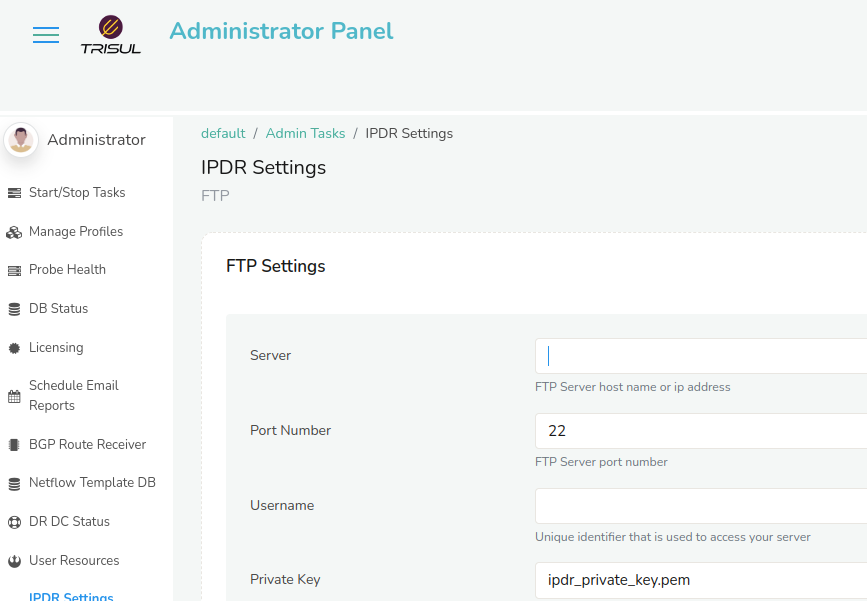 TRISUL
Administrator Panel
Administrator
Start/Stop Tasks
Manage Profiles
Probe Health
DB Status
Licensing
Schedule Email
Reports
BGP Route Receiver
Netflow Template DB
DR DC Status
User Resources
IPDR Settings
default / Admin Tasks / IPDR Settings
IPDR Settings
FTP
FTP Settings
Server
FTP Server host name or ip address
Port Number
22
FTP Server port number
Username
Unique identifier that is used to access your server
Private Key
ipdr_private_key.pem